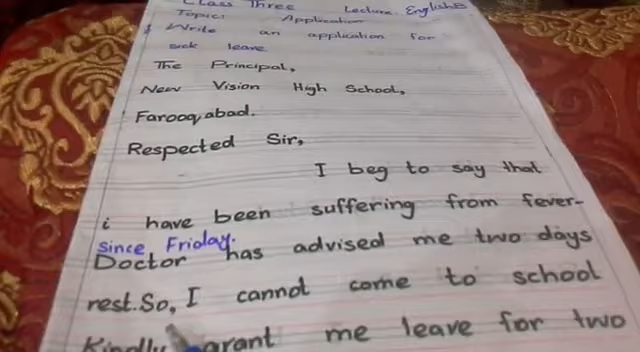 Class Three Lecture English B
Topic: Application
Write an application for
sick leave
The Principal,
New Vision High School,
Farooqabad.
Respected Sir,
I beg to say that
i have been suffering from fever-
since Friday.
Doctor has advised me two days
rest. So, I cannot come to school
Kindly grant me leave for two